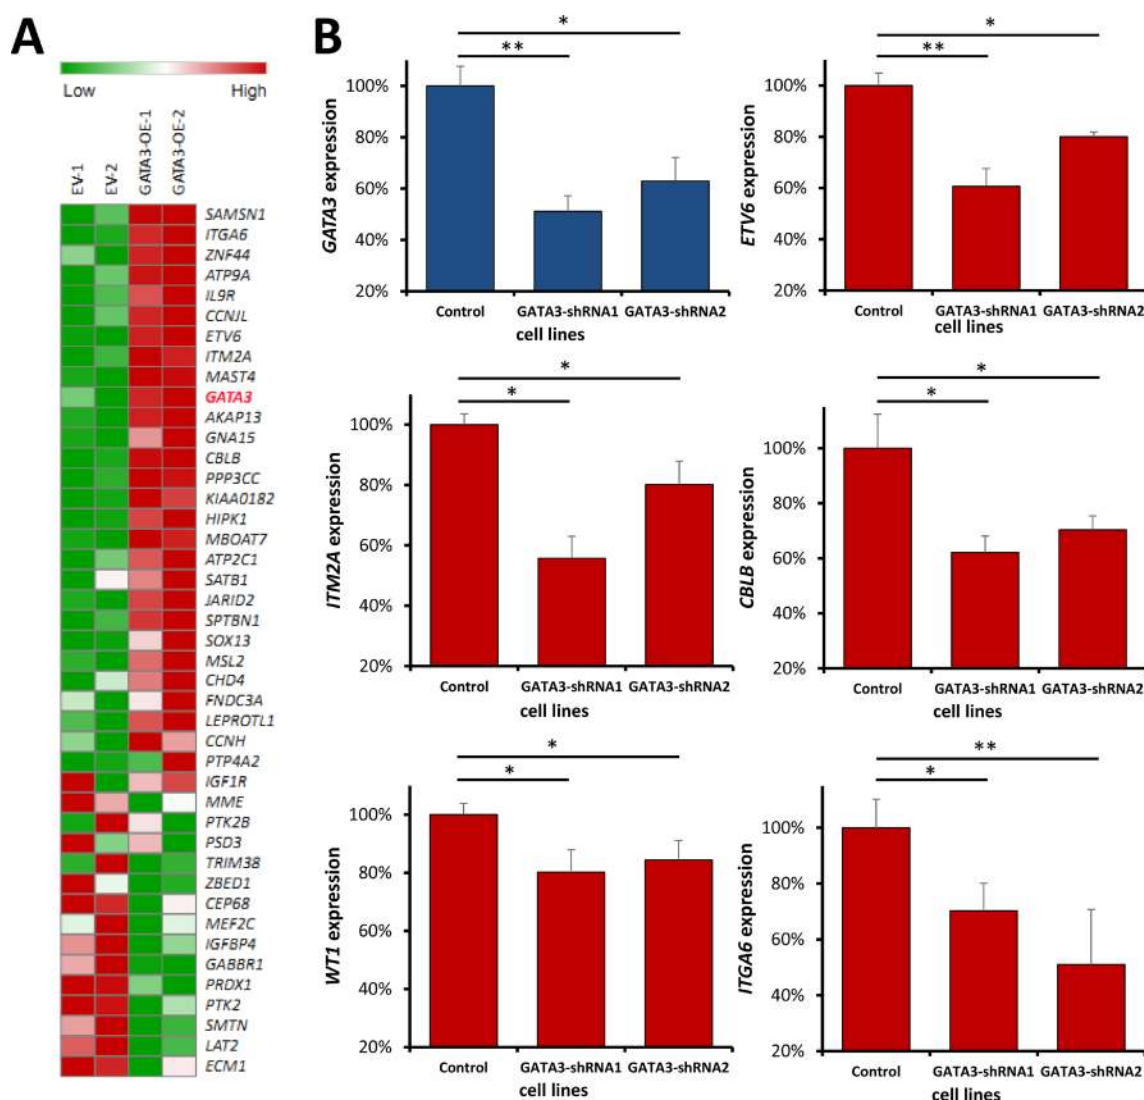 A
Low High
EV-1
EV-2
GATA3-OE-1
GATA3-OE-2
SAMSN1
ITGA6
ZNF44
ATP9A
IL9R
CCNJL
ETV6
ITM2A
MAST4
GATA3
AKAP13
GNA15
CBLB
PPP3CC
KIAA0182
HIPK1
MBOAT7
ATP2C1
SATB1
JARID2
SPTBN1
SOX13
MSL2
CHD4
FNDC3A
LEPROTL1
CCNH
PTP4A2
IGF1R
MME
PTK2B
PSD3
TRIM38
ZBED1
CEP68
MEF2C
IGFBP4
GABBR1
PRDX1
PTK2
SMTN
LAT2
ECM1
B
*
**
GATA3 expression
100%
80%
60%
40%
20%
Control GATA3-shRNA1 GATA3-shRNA2
cell lines
*
**
ETV6 expression
100%
80%
60%
40%
20%
Control GATA3-shRNA1 GATA3-shRNA2
cell lines
*
*
ITM2A expression
100%
80%
60%
40%
20%
Control GATA3-shRNA1 GATA3-shRNA2
cell lines
*
*
CBLB expression
100%
80%
60%
40%
20%
Control GATA3-shRNA1 GATA3-shRNA2
cell lines
*
*
WT1 expression
100%
80%
60%
40%
20%
Control GATA3-shRNA1 GATA3-shRNA2
cell lines
**
*
ITGA6 expression
100%
80%
60%
40%
20%
Control GATA3-shRNA1 GATA3-shRNA2
cell lines